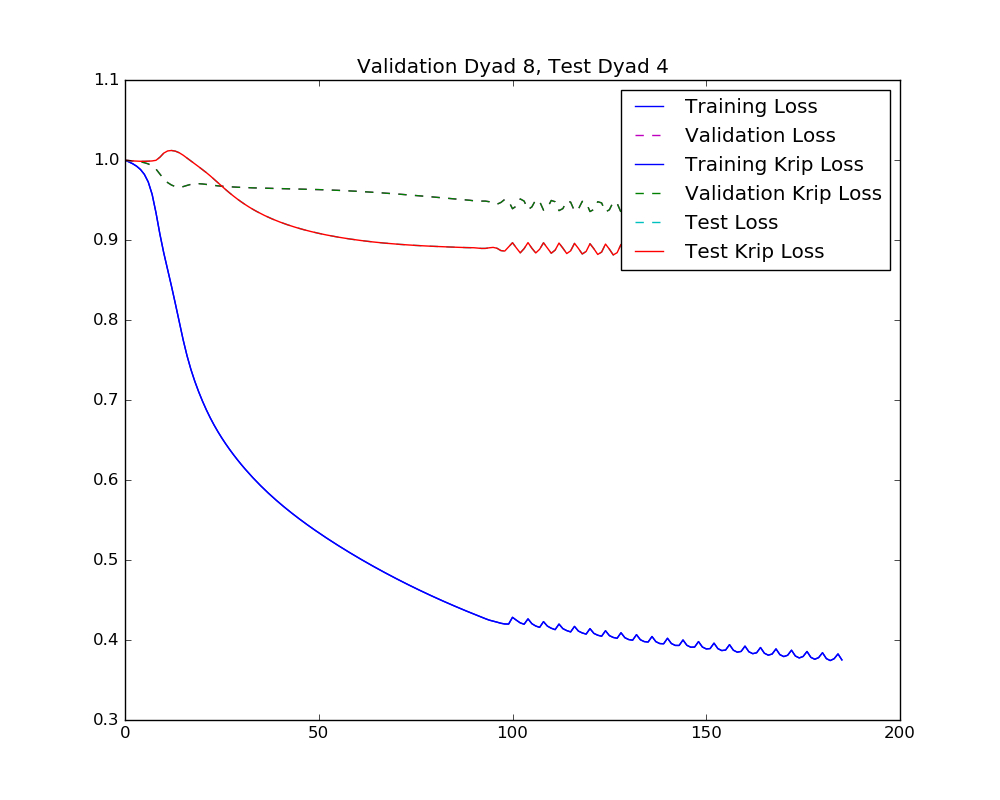 Validation Dyad 8, Test Dyad 4
1.1
1.0
0.9
0.8
0.7
0.6
0.5
0.4
0.3
Training Loss
Validation Loss
Training Krip Loss
Validation Krip Loss
Test Loss
Test Krip Loss
0 50 100 150 200